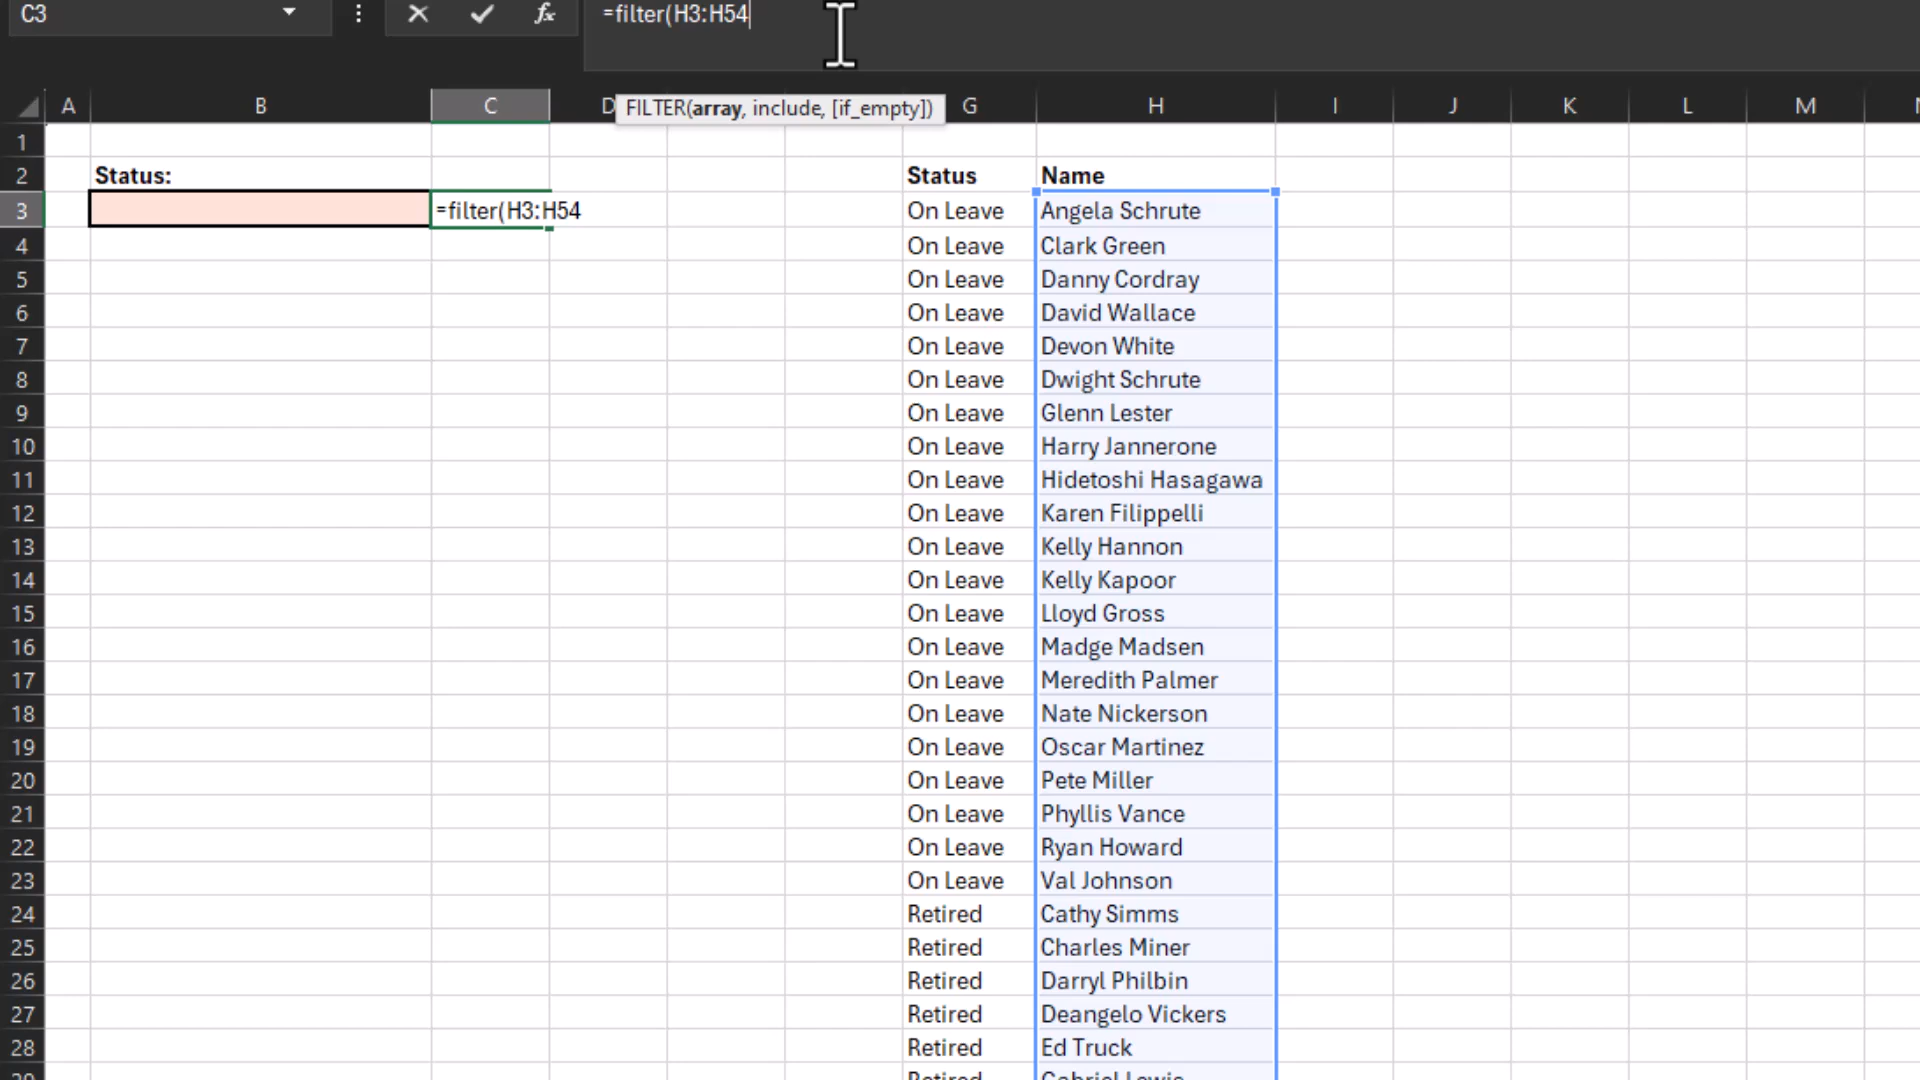 C3 fx =filter(H3:H54
A B C D FILTER(array, include, [if_empty]) G H I J K L M
1
2 Status: Status Name
3 =filter(H3:H54 On Leave Angela Schrute
4 On Leave Clark Green
5 On Leave Danny Cordray
6 On Leave David Wallace
7 On Leave Devon White
8 On Leave Dwight Schrute
9 On Leave Glenn Lester
10 On Leave Harry Jannerone
11 On Leave Hidetoshi Hasagawa
12 On Leave Karen Filippelli
13 On Leave Kelly Hannon
14 On Leave Kelly Kapoor
15 On Leave Lloyd Gross
16 On Leave Madge Madsen
17 On Leave Meredith Palmer
18 On Leave Nate Nickerson
19 On Leave Oscar Martinez
20 On Leave Pete Miller
21 On Leave Phyllis Vance
22 On Leave Ryan Howard
23 On Leave Val Johnson
24 Retired Cathy Simms
25 Retired Charles Miner
26 Retired Darryl Philbin
27 Retired Deangelo Vickers
28 Retired Ed Truck
29 Retired Gabriel Lewis